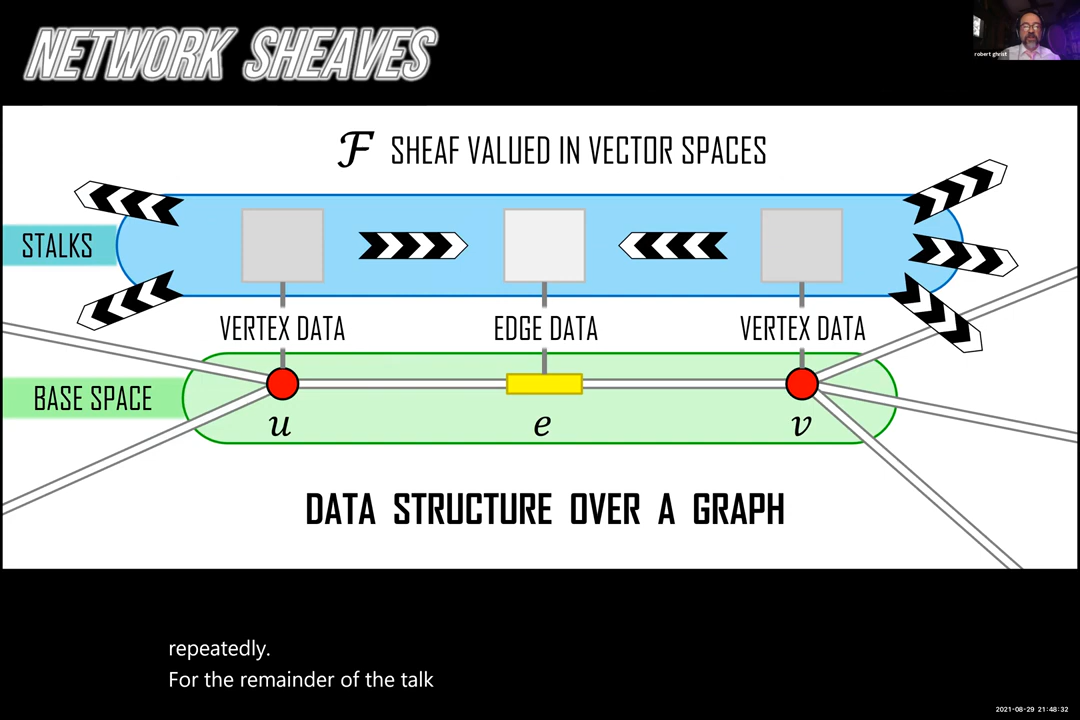 NETWORK SHEAVES
robert ghrist
ℱ SHEAF VALUED IN VECTOR SPACES
STALKS
VERTEX DATA EDGE DATA VERTEX DATA
BASE SPACE
u e v
DATA STRUCTURE OVER A GRAPH
repeatedly.
For the remainder of the talk
2021-08-29 21:48:32